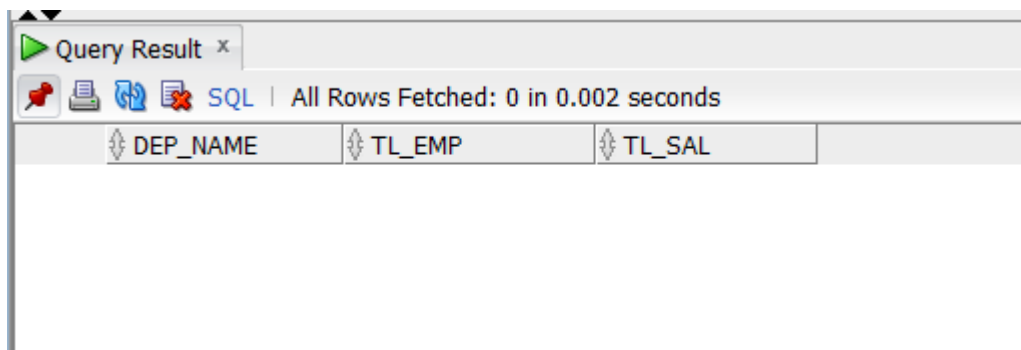 Query Result ×
SQL | All Rows Fetched: 0 in 0.002 seconds
DEP_NAME TL_EMP TL_SAL